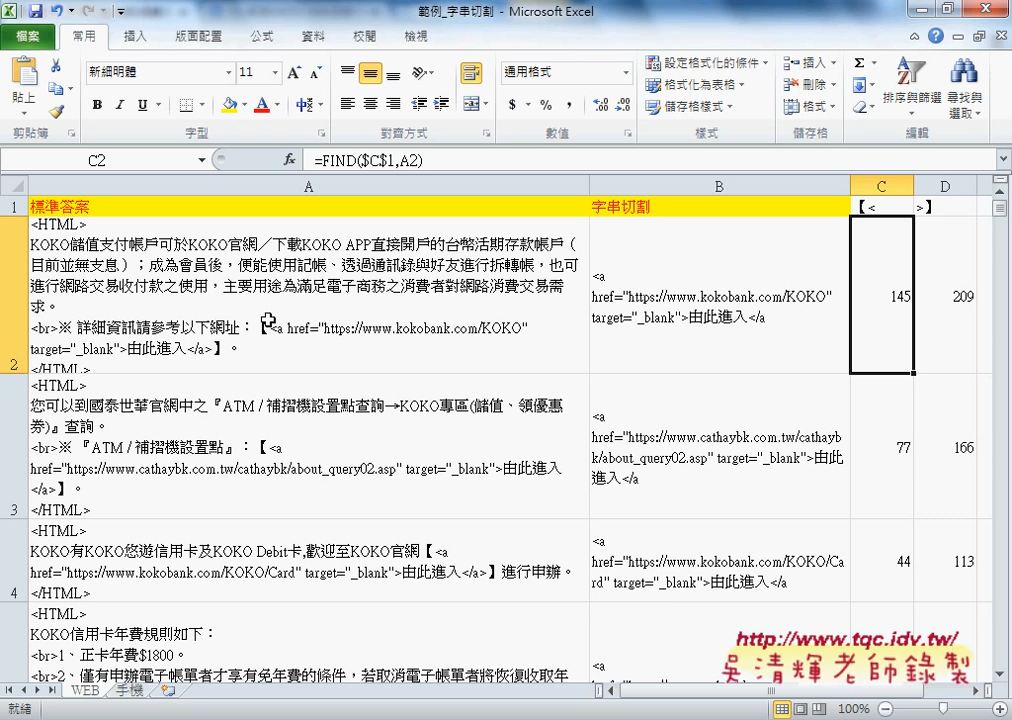 範例_字串切割 - Microsoft Excel
檔案 常用 插入 版面配置 公式 資料 校閱 檢視
貼上 新細明體 11 通用格式 設定格式化的條件 格式化為表格 儲存格樣式 插入 刪除 格式 排序與篩選 尋找與選取
B I U $ % ,
剪貼簿 字型 對齊方式 數值 樣式 儲存格 編輯
C2 fx =FIND($C$1,A2)
A B C D
1 標準答案 字串切割 【< >】
<HTML>
KOKO儲值支付帳戶可於KOKO官網／下載KOKO APP直接開戶的台幣活期存款帳戶（
目前並無支息）；成為會員後，便能使用記帳、透過通訊錄與好友進行拆轉帳，也可
進行網路交易收付款之使用，主要用途為滿足電子商務之消費者對網路消費交易需
求。
<br>※ 詳細資訊請參考以下網址：【<a href="https://www.kokobank.com/KOKO"
target="_blank">由此進入</a>】。
</HTML>
<a
href="https://www.kokobank.com/KOKO"
target="_blank">由此進入</a
145 209
2
<HTML>
您可以到國泰世華官網中之『ATM / 補摺機設置點查詢→KOKO專區(儲值、領優惠
券)』查詢。
<br>※ 『ATM / 補摺機設置點』：【<a
href="https://www.cathaybk.com.tw/cathaybk/about_query02.asp" target="_blank">由此進入
</a>】。
</HTML>
<a
href="https://www.cathaybk.com.tw/cathayb
k/about_query02.asp" target="_blank">由此
進入</a
77 166
3
<HTML>
KOKO有KOKO您遊信用卡及KOKO Debit卡,歡迎至KOKO官網【<a
href="https://www.kokobank.com/KOKO/Card" target="_blank">由此進入</a>】進行申辦。
</HTML>
<a
href="https://www.kokobank.com/KOKO/Ca
rd" target="_blank">由此進入</a
44 113
4
<HTML>
KOKO信用卡年費規則如下：
<br>1、正卡年費$1800。
<br>2、僅有申辦電子帳單者才享有免年費的條件，若取消電子帳單者將恢復收取年
<a
http://www.tqc.idv.tw/
吳清輝老師錄製
WEB 手機
就緒 100%